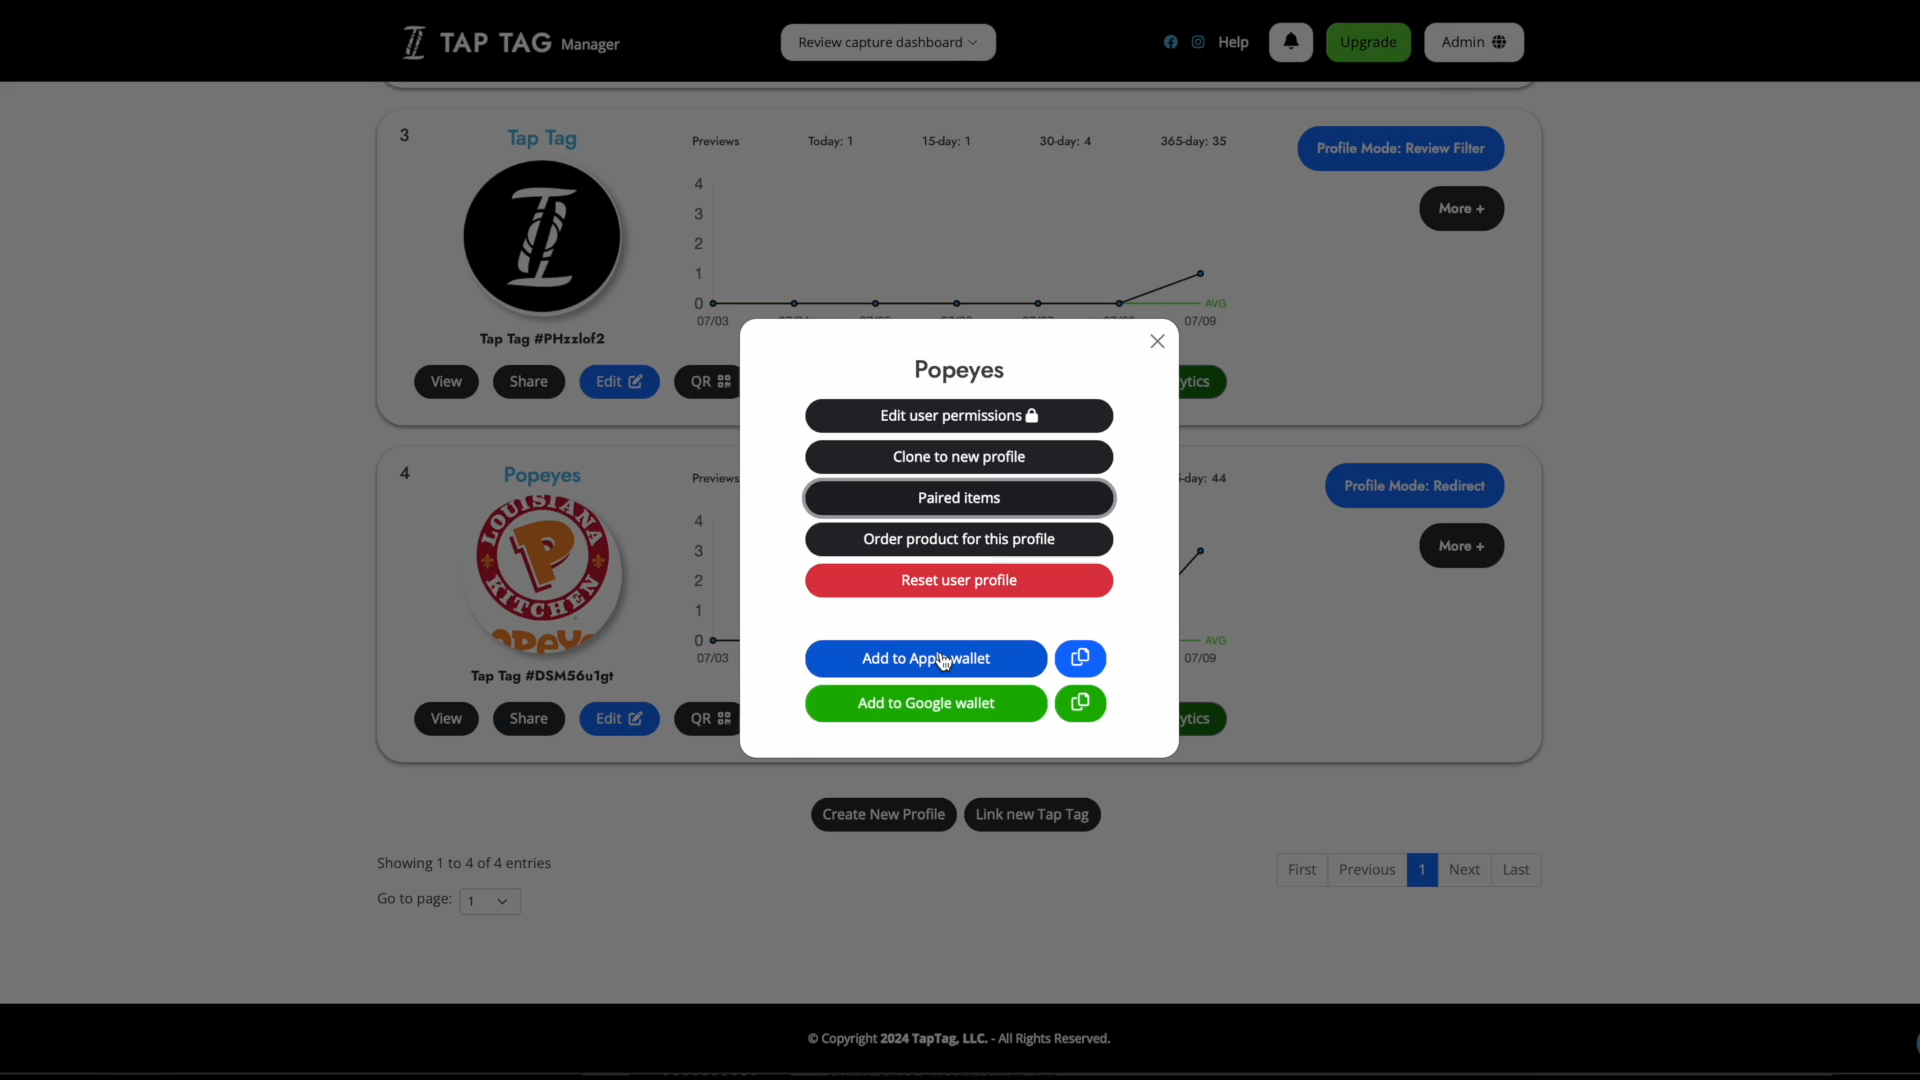 TAP TAG Manager
Review capture dashboard
Help
Upgrade
Admin
3
Tap Tag
Previews
Today: 1
15-day: 1
30-day: 4
365-day: 35
Profile Mode: Review Filter
More +
4
3
2
1
0
AVG
07/03
07/09
Tap Tag #PHzzlof2
View
Share
Edit
QR
ytics
Popeyes
Edit user permissions
Clone to new profile
Paired items
Order product for this profile
Reset user profile
Add to Apple wallet
Add to Google wallet
4
Popeyes
LOUISIANA
KITCHEN
Previews
-day: 44
Profile Mode: Redirect
More +
4
3
2
1
0
AVG
07/03
07/09
Tap Tag #DSM56u1gt
View
Share
Edit
QR
ytics
Create New Profile
Link new Tap Tag
Showing 1 to 4 of 4 entries
First
Previous
1
Next
Last
Go to page: 1
© Copyright 2024 TapTag, LLC. - All Rights Reserved.